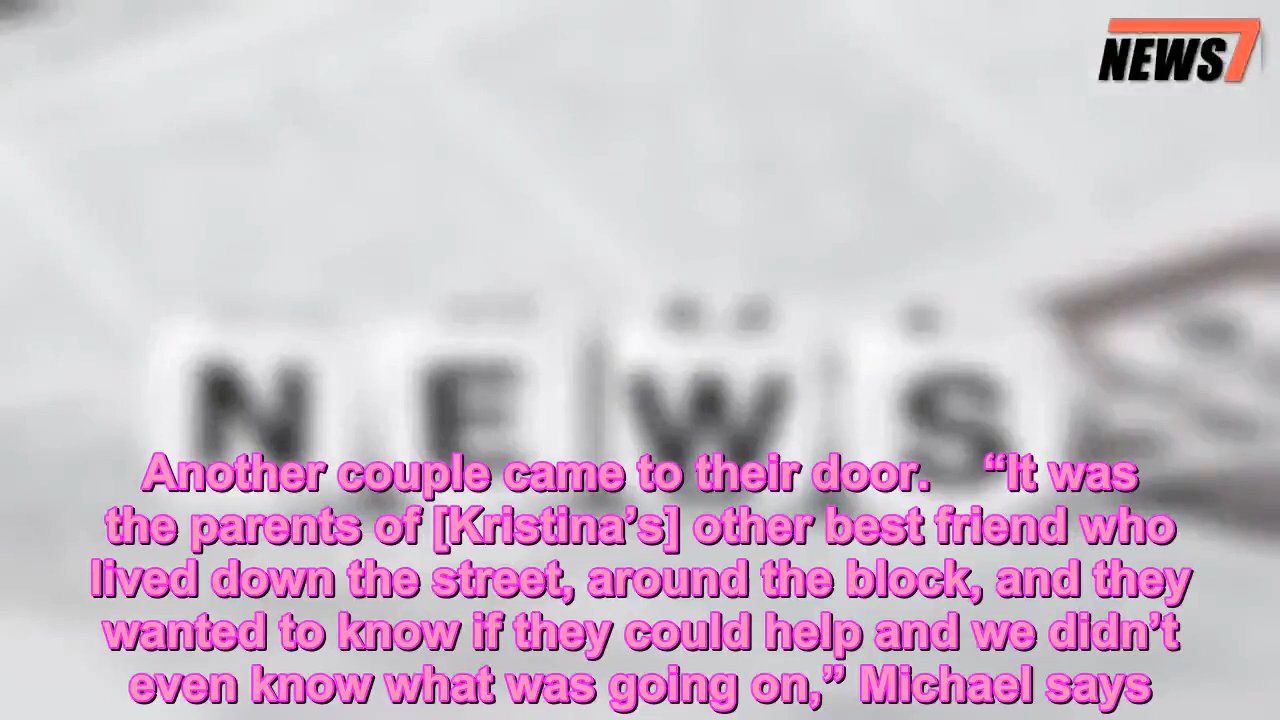 NEWS7
N E W S
Another couple came to their door. “It was
the parents of [Kristina’s] other best friend who
lived down the street, around the block, and they
wanted to know if they could help and we didn’t
even know what was going on,” Michael says